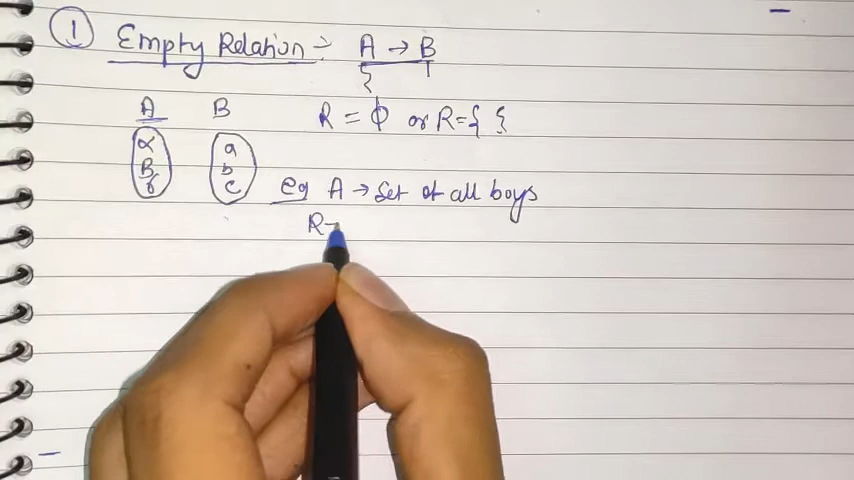 1 Empty Relation :- A → B
A B R = ϕ or R = { }
α a
β b
γ c eg A → Set of all boys
R →